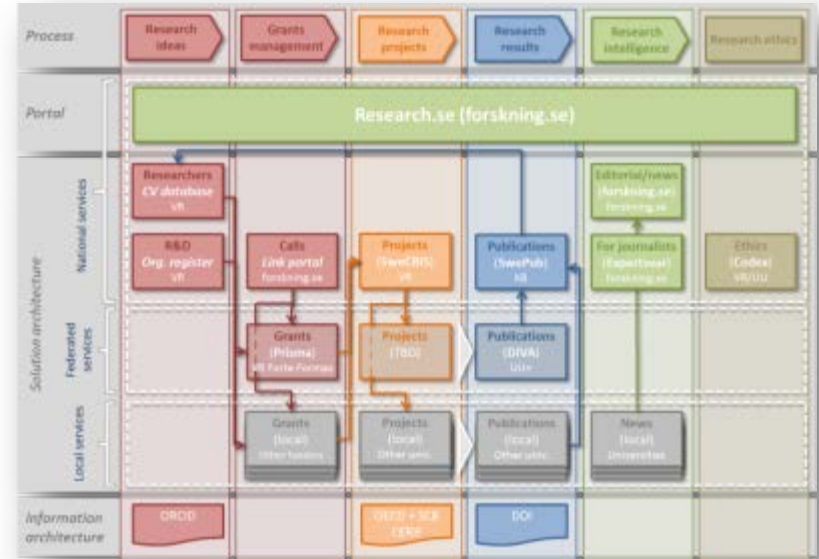 Process
Research
ideas
Grants
management
Research
projects
Research
results
Research
intelligence
Research ethics
Portal
Research.se (forskning.se)
Solution architecture
National services
Researchers
CV database
VR
Editorial/news
(forskning.se)
forskning.se
R&D
Org. register
VR
Calls
Link portal
forskning.se
Projects
(SweCRIS)
VR
Publications
(SwePub)
KB
For journalists
(Expertsvar)
forskning.se
Ethics
(Codex)
VR/UU
Federated
services
Grants
(Prisma)
VR Forte Formas
Projects
(TBD)
Publications
(DIVA)
UU+
Local services
Grants
(local)
Other funders
Projects
(local)
Other univ.
Publications
(local)
Other univ.
News
(local)
Universities
Information
architecture
ORCID
OECD + SCB
CERIF
DOI